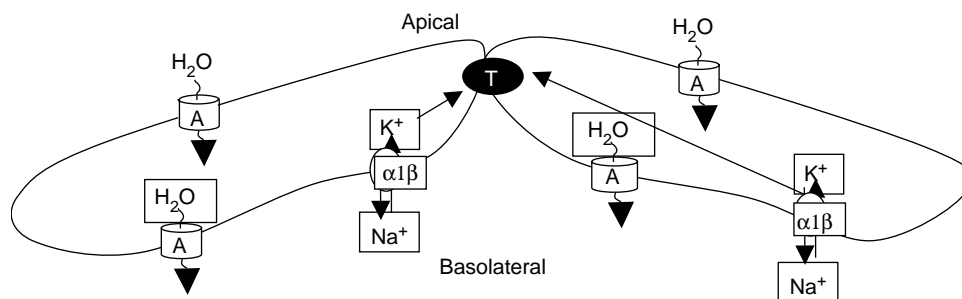 Apical
H₂O
A
H₂O
A
T
K⁺
α1β
Na⁺
H₂O
A
H₂O
A
K⁺
α1β
Na⁺
Basolateral